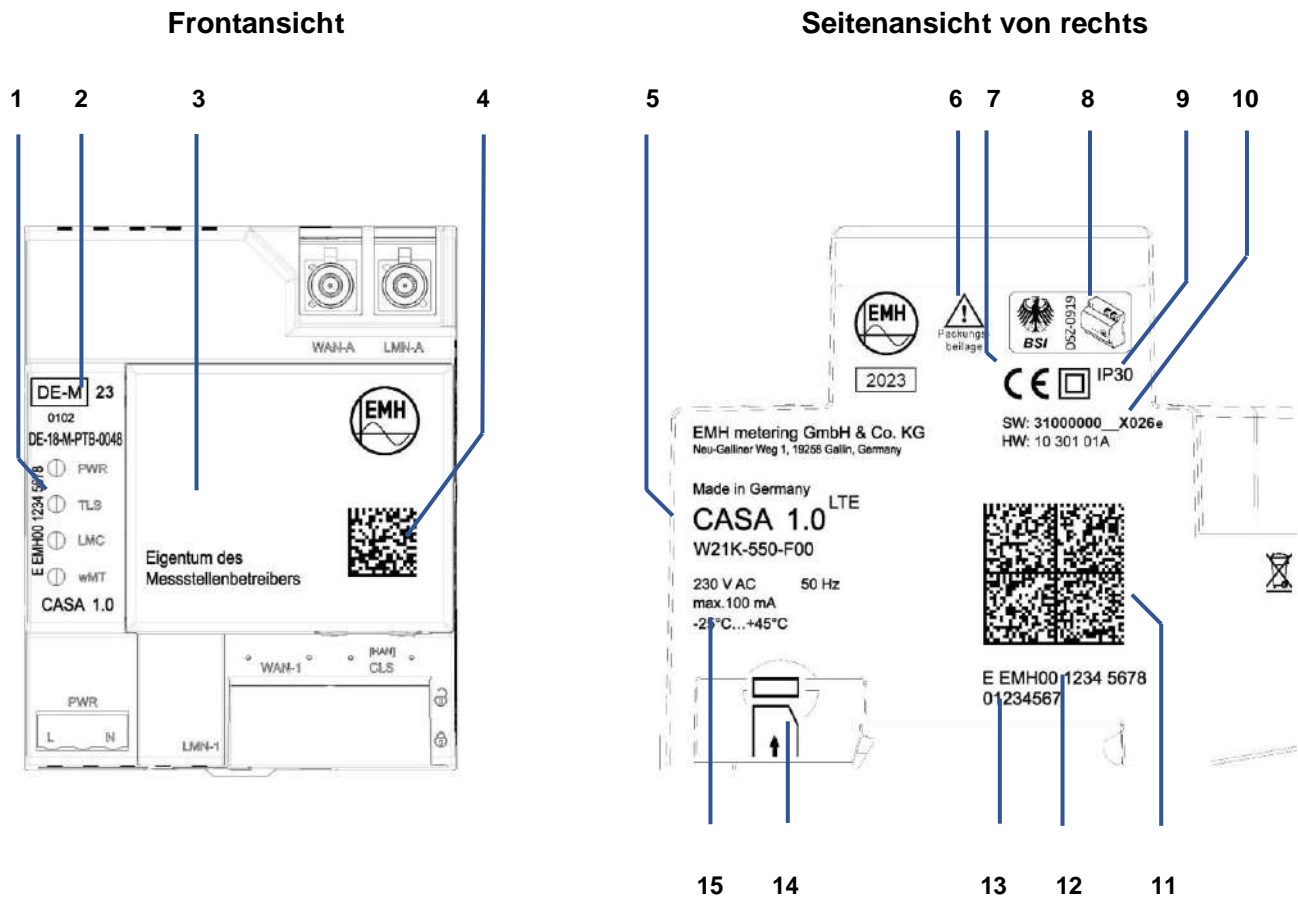 Frontansicht
1 2 3 4
WAN-A LMN-A
DE-M 23
0102
DE-18-M-PTB-0048
E EMH00 1234 5678
PWR
TLS
LMC
wMT
CASA 1.0
EMH
Eigentum des
Messstellenbetreibers
WAN-1
[HAN]
CLS
PWR
L N
LMN-1
Seitenansicht von rechts
5 6 7 8 9 10
EMH
Packungs-
beilage
BSI
DSZ-0919
2023
IP30
SW: 31000000__X026e
HW: 10 301 01A
EMH metering GmbH & Co. KG
Neu-Galliner Weg 1, 19258 Gallin, Germany
Made in Germany
CASA 1.0 LTE
W21K-550-F00
230 V AC 50 Hz
max.100 mA
-25°C...+45°C
E EMH00 1234 5678
01234567
15 14 13 12 11